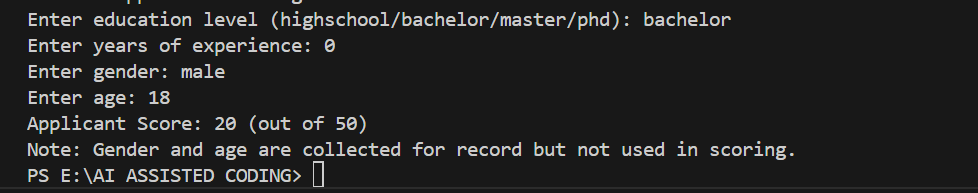 Enter education level (highschool/bachelor/master/phd): bachelor
Enter years of experience: 0
Enter gender: male
Enter age: 18
Applicant Score: 20 (out of 50)
Note: Gender and age are collected for record but not used in scoring.
PS E:\AI ASSISTED CODING>